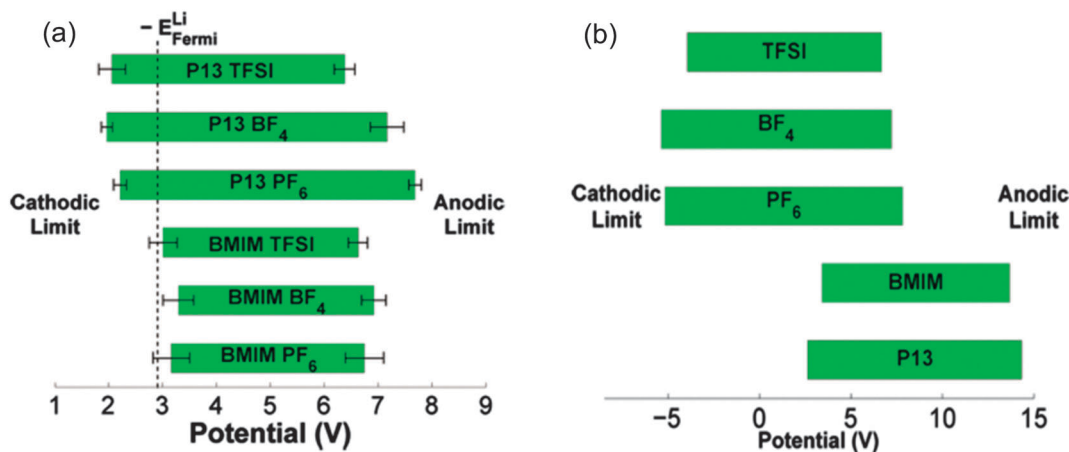 (a)
– E^Li_Fermi
P13 TFSI
P13 BF₄
P13 PF₆
Cathodic
Limit
Anodic
Limit
BMIM TFSI
BMIM BF₄
BMIM PF₆
1 2 3 4 5 6 7 8 9
Potential (V)
(b)
TFSI
BF₄
PF₆
Cathodic
Limit
Anodic
Limit
BMIM
P13
−5 0 5 10 15
Potential (V)